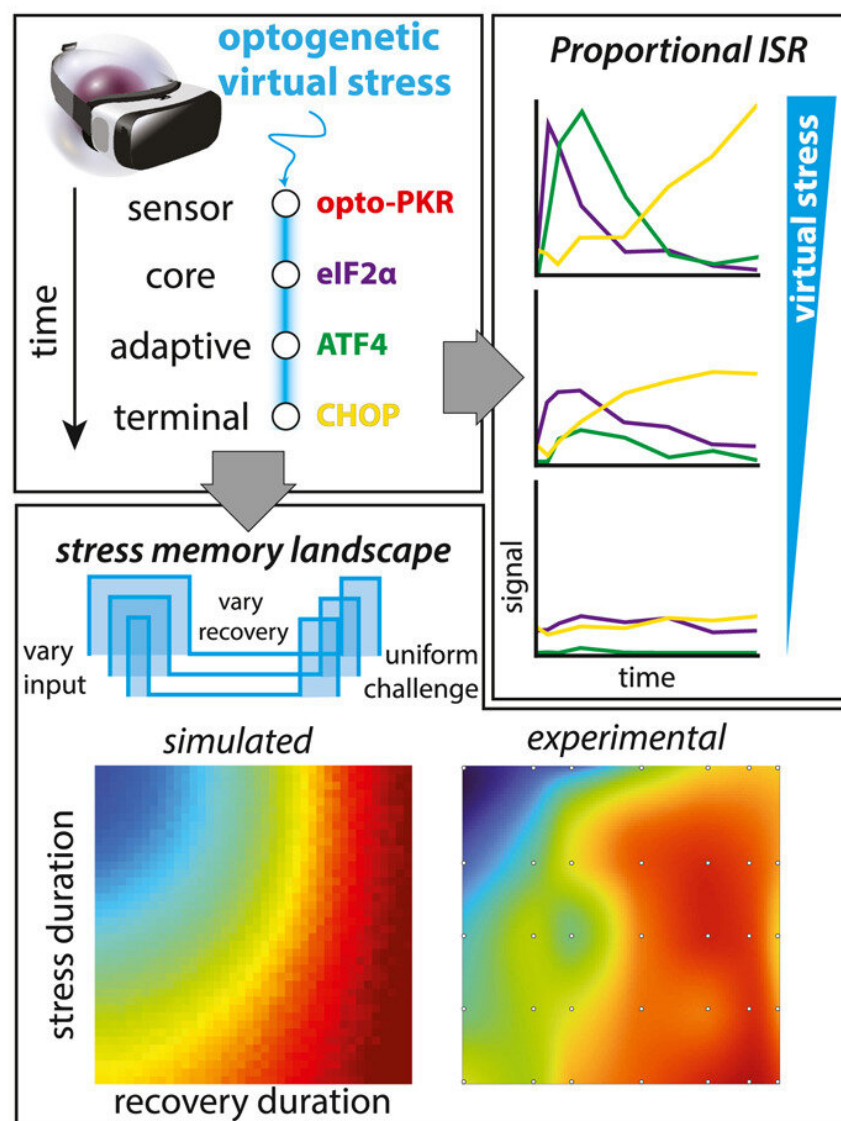 optogenetic
virtual stress
time
sensor
opto-PKR
core
eIF2α
adaptive
ATF4
terminal
CHOP
Proportional ISR
virtual stress
signal
time
stress memory landscape
vary
input
vary
recovery
uniform
challenge
simulated
experimental
stress duration
recovery duration